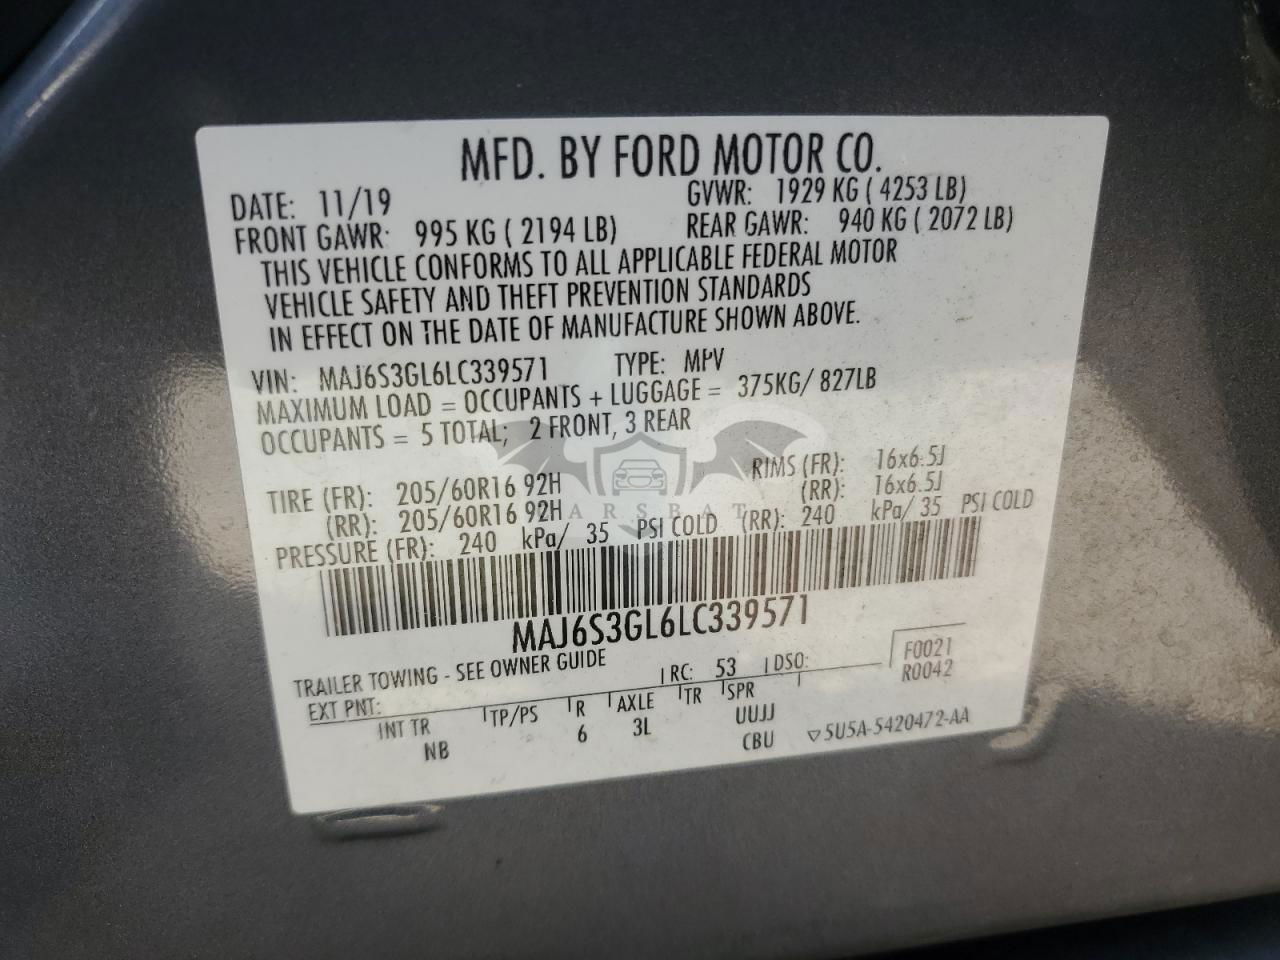 MFD. BY FORD MOTOR CO.
DATE: 11/19 GVWR: 1929 KG ( 4253 LB)
FRONT GAWR: 995 KG ( 2194 LB) REAR GAWR: 940 KG ( 2072 LB)
THIS VEHICLE CONFORMS TO ALL APPLICABLE FEDERAL MOTOR
VEHICLE SAFETY AND THEFT PREVENTION STANDARDS
IN EFFECT ON THE DATE OF MANUFACTURE SHOWN ABOVE.
VIN: MAJ6S3GL6LC339571 TYPE: MPV
MAXIMUM LOAD = OCCUPANTS + LUGGAGE = 375KG/ 827LB
OCCUPANTS = 5 TOTAL; 2 FRONT, 3 REAR
TIRE (FR): 205/60R16 92H RIMS (FR): 16x6.5J
(RR): 205/60R16 92H (RR): 16x6.5J
CARSBAT
PRESSURE (FR): 240 kPa/ 35 PSI COLD (RR): 240 kPa/ 35 PSI COLD
MAJ6S3GL6LC339571
TRAILER TOWING - SEE OWNER GUIDE RC: 53 DSO: F0021
R0042
EXT PNT:
INT TR TP/PS R AXLE TR SPR
NB 6 3L UUJJ
CBU ▽5U5A-5420472-AA